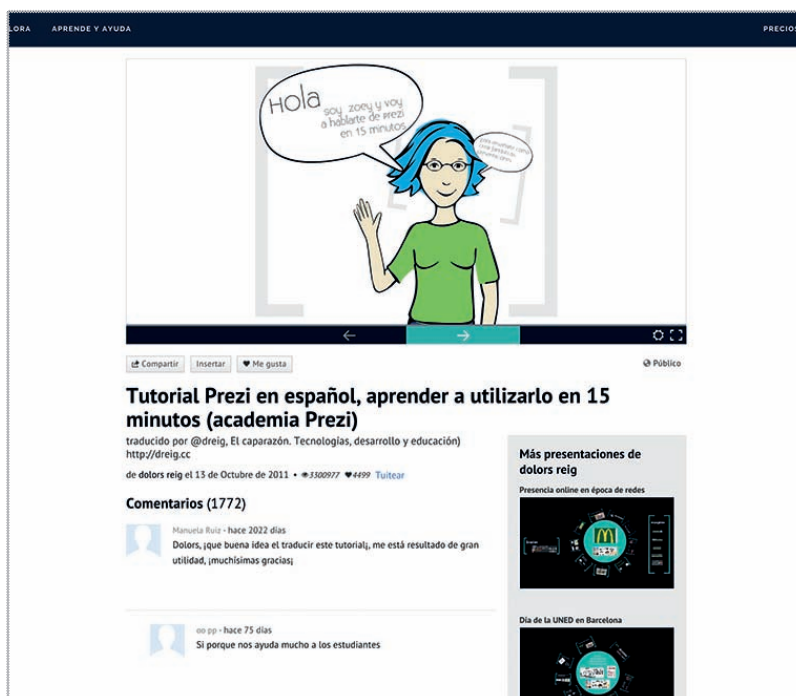 LORA APRENDE Y AYUDA PRECIOS
Hola
soy zoey y voy
a hablarte de Prezi
en 15 minutos
Compartir Insertar Me gusta Público
Tutorial Prezi en español, aprender a utilizarlo en 15
minutos (academia Prezi)
traducido por @dreig, El caparazón. Tecnologías, desarrollo y educación)
http://dreig.cc
de dolors reig el 13 de Octubre de 2011 • 3300977 4499 Tuitear
Comentarios (1772)
Manuela Ruiz - hace 2022 días
Dolors, ¡que buena idea el traducir este tutorial¡, me está resultado de gran
utilidad, ¡muchísimas gracias¡
oo pp - hace 75 días
Si porque nos ayuda mucho a los estudiantes
Más presentaciones de
dolors reig
Presencia online en época de redes
Día de la UNED en Barcelona